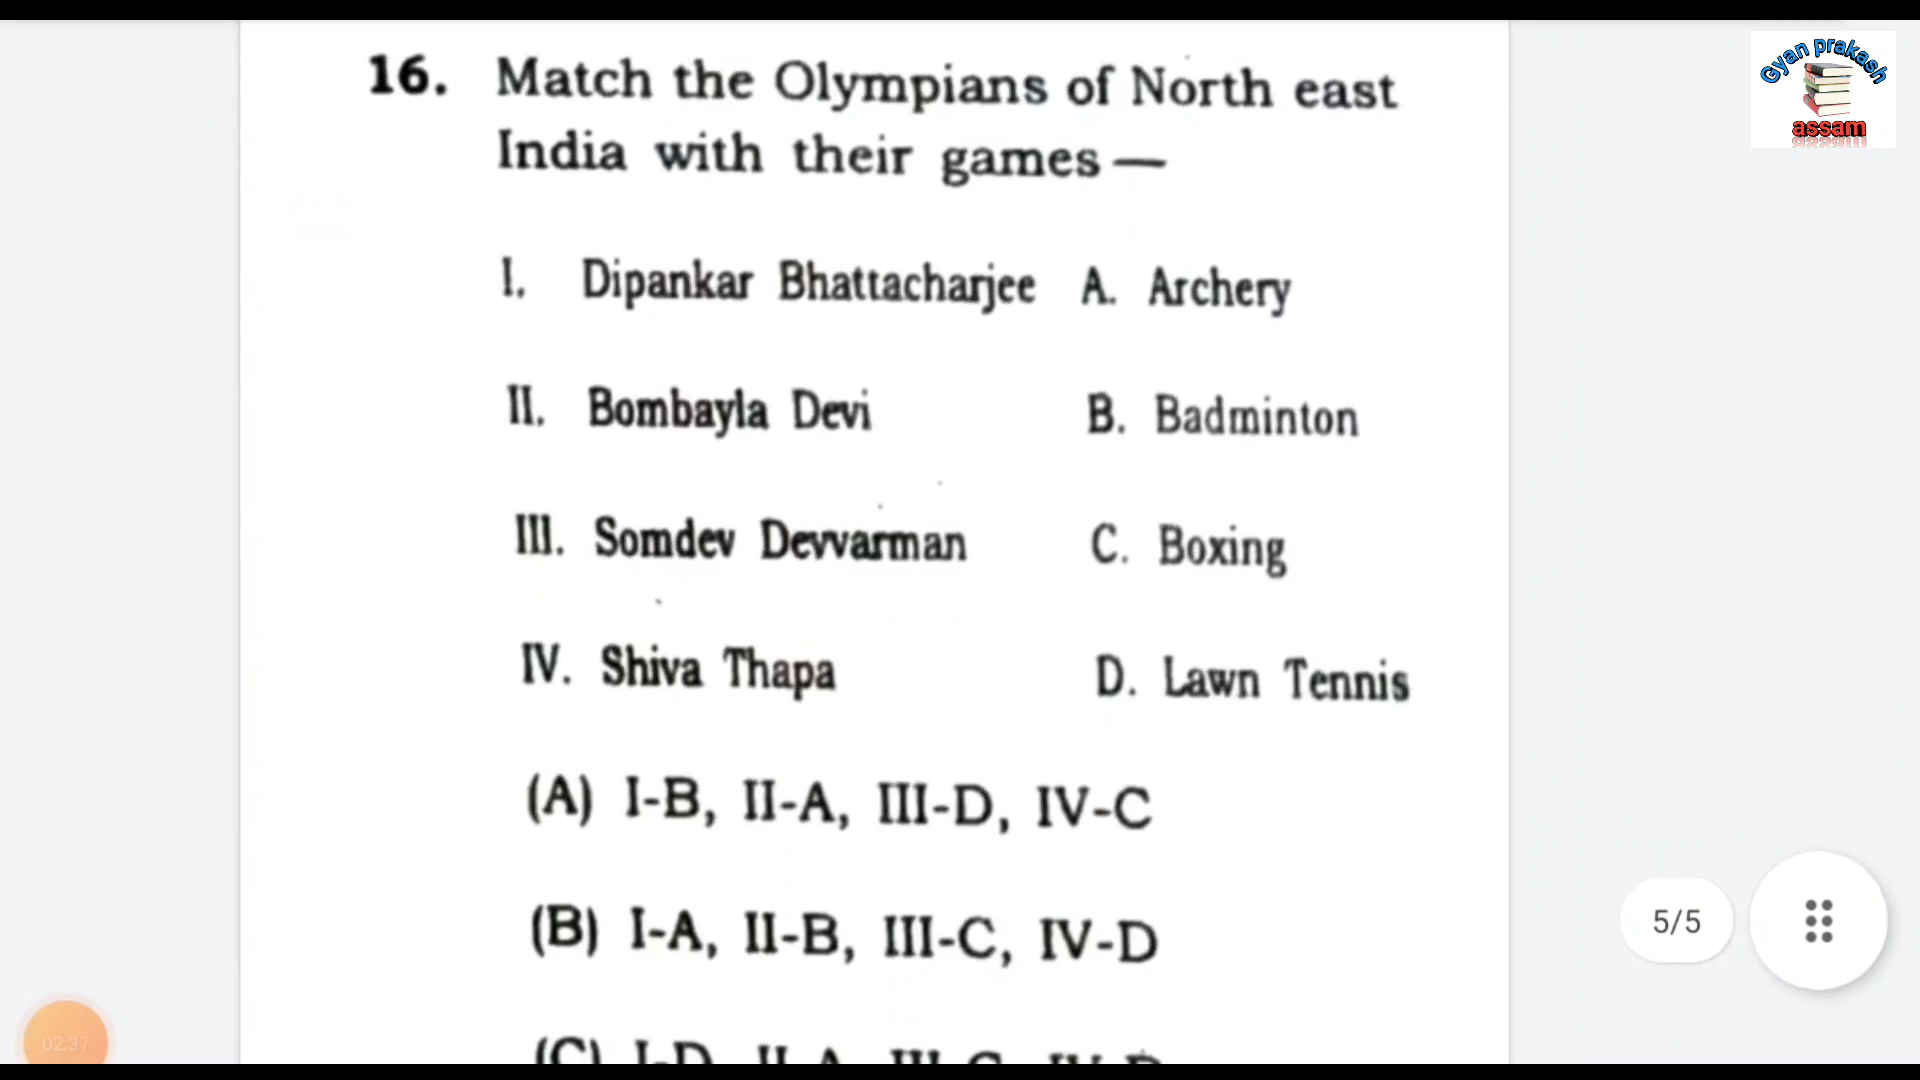 Gyan prakash
assam
16. Match the Olympians of North east
India with their games —
I. Dipankar Bhattacharjee A. Archery
II. Bombayla Devi B. Badminton
III. Somdev Devvarman C. Boxing
IV. Shiva Thapa D. Lawn Tennis
(A) I-B, II-A, III-D, IV-C
(B) I-A, II-B, III-C, IV-D
5/5
02:37